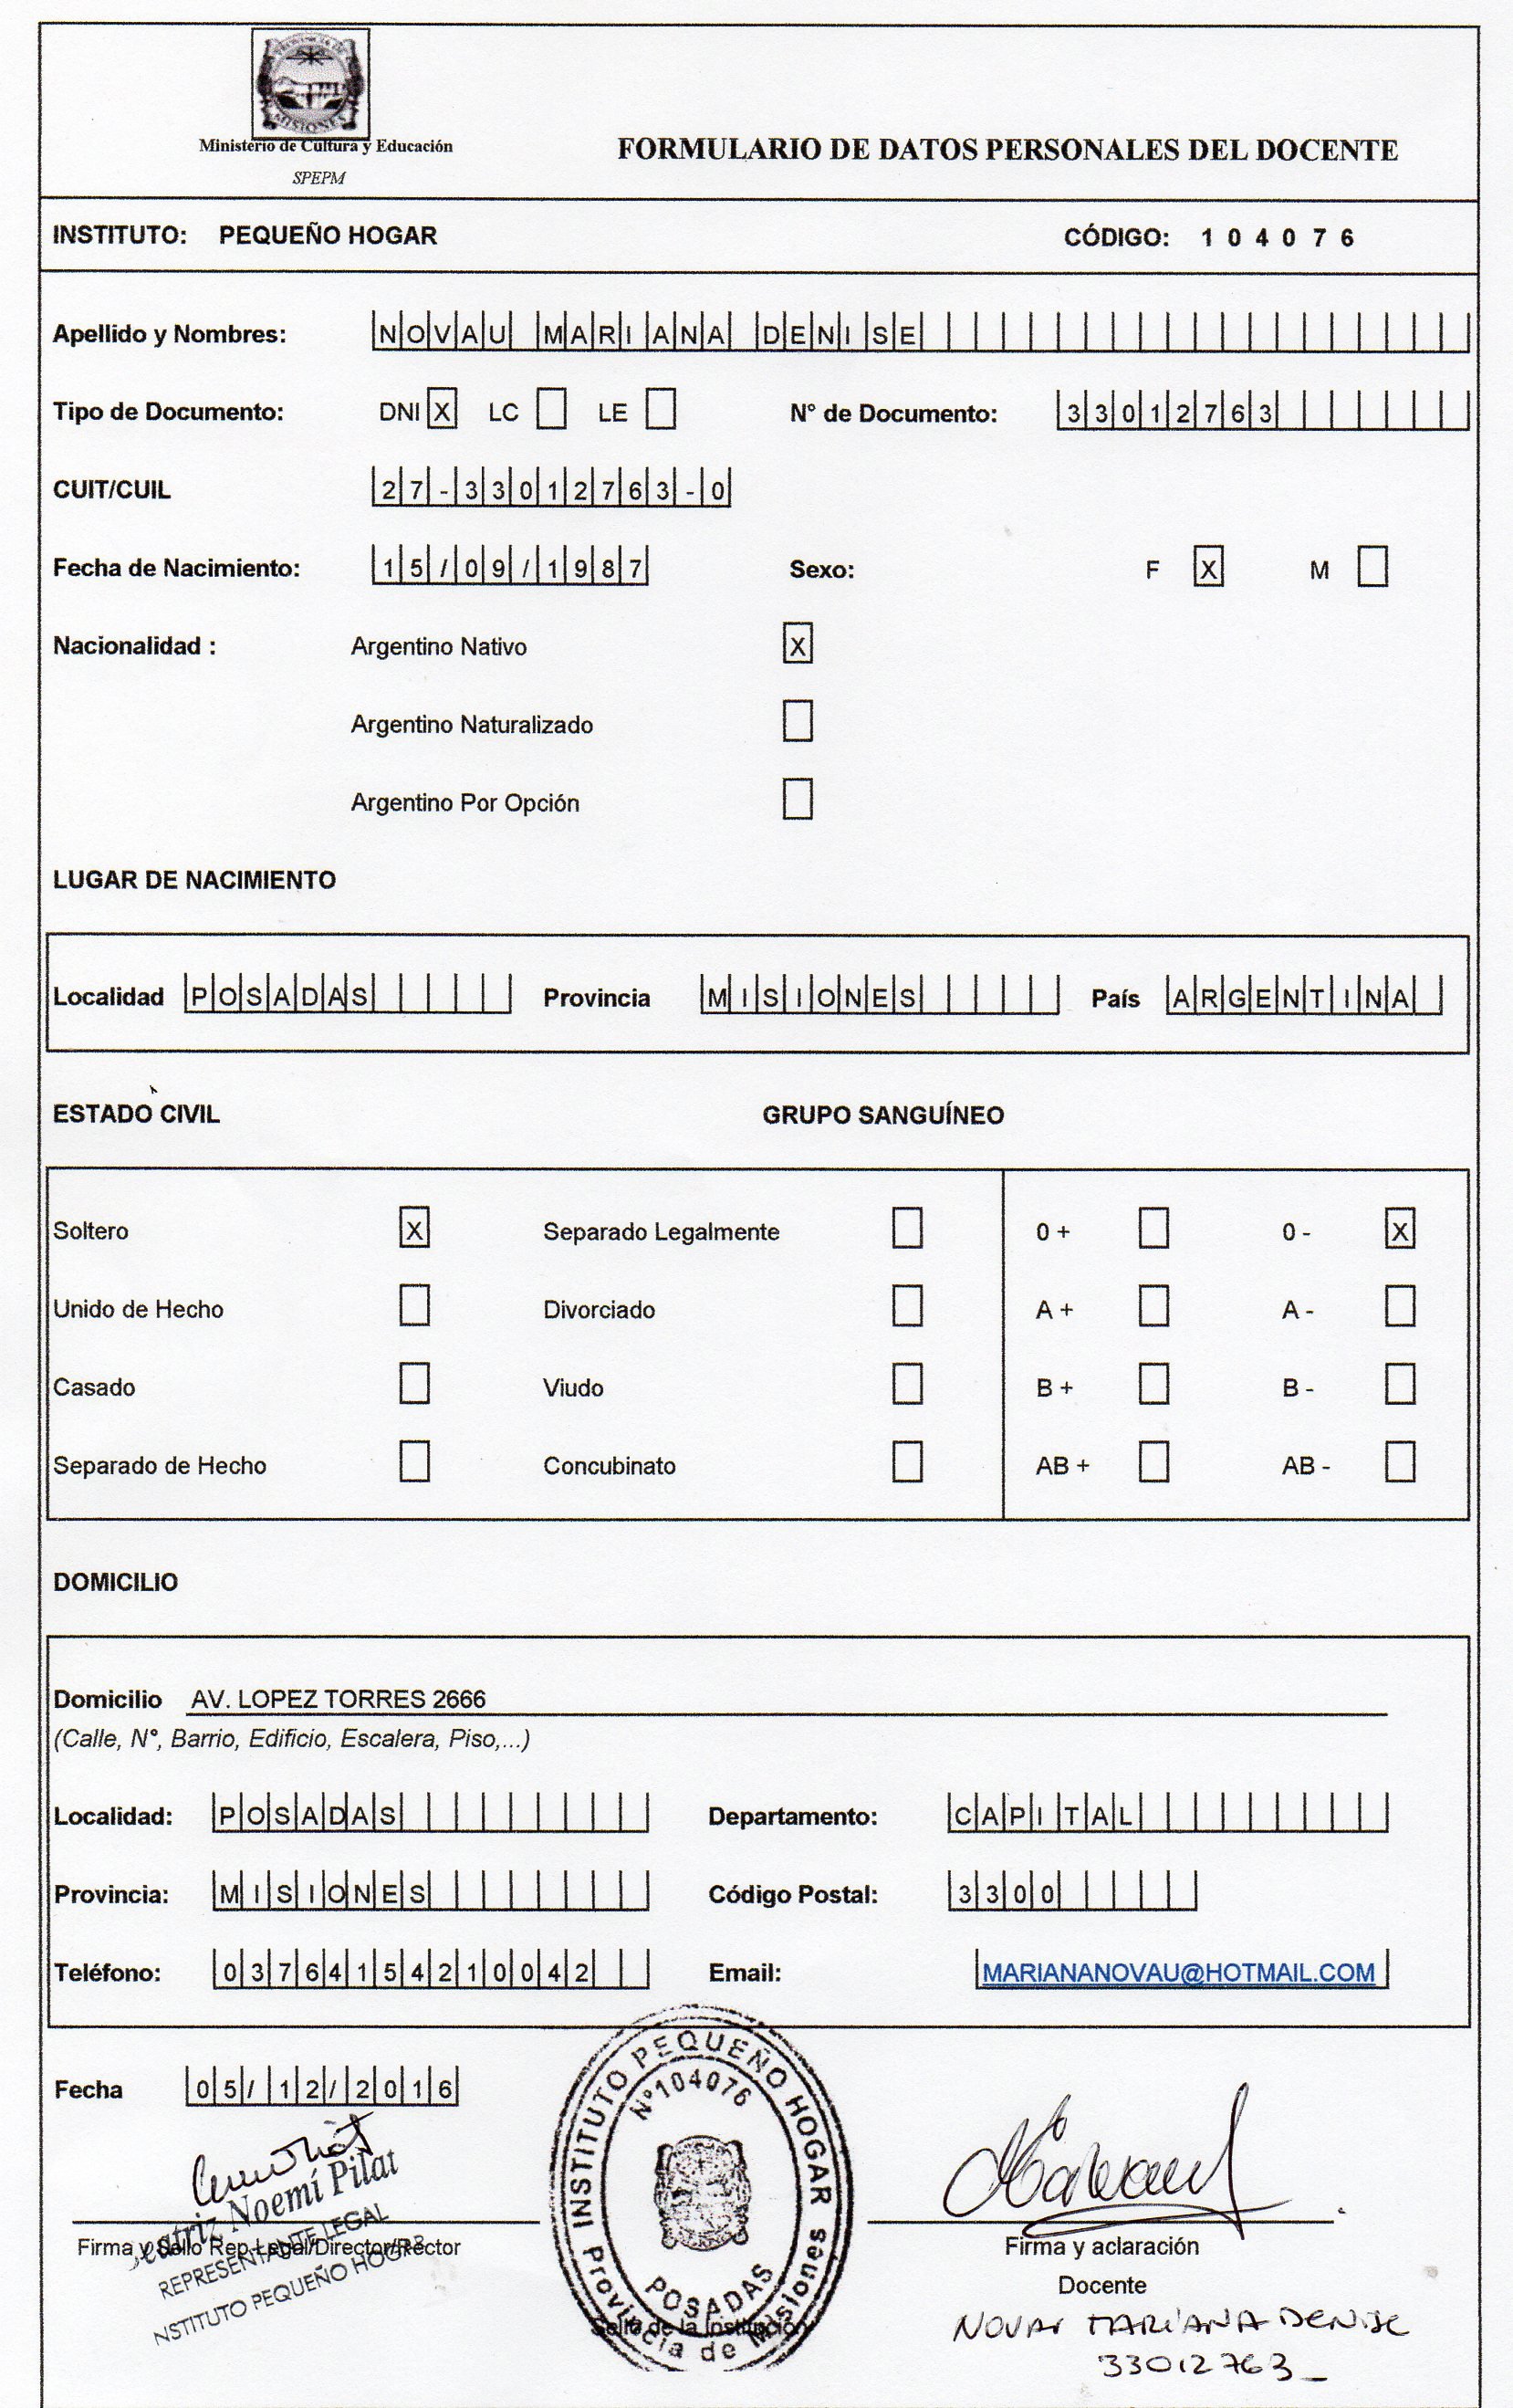 MISIONES
Ministerio de Cultura y Educación
SPEPM
FORMULARIO DE DATOS PERSONALES DEL DOCENTE
INSTITUTO: PEQUEÑO HOGAR CÓDIGO: 1 0 4 0 7 6
Apellido y Nombres: NOVAU MARIANA DENISE
Tipo de Documento: DNI X LC LE N° de Documento: 33012763
CUIT/CUIL 27-33012763-0
Fecha de Nacimiento: 15/09/1987 Sexo: F X M
Nacionalidad : Argentino Nativo X
Argentino Naturalizado
Argentino Por Opción
LUGAR DE NACIMIENTO
Localidad POSADAS Provincia MISIONES País ARGENTINA
ESTADO CIVIL GRUPO SANGUÍNEO
Soltero X Separado Legalmente 0 + 0 - X
Unido de Hecho Divorciado A + A -
Casado Viudo B + B -
Separado de Hecho Concubinato AB + AB -
DOMICILIO
Domicilio AV. LOPEZ TORRES 2666
(Calle, N°, Barrio, Edificio, Escalera, Piso,...)
Localidad: POSADAS Departamento: CAPITAL
Provincia: MISIONES Código Postal: 3300
Teléfono: 03764154210042 Email: MARIANANOVAU@HOTMAIL.COM
Fecha 05/12/2016
INSTITUTO PEQUEÑO HOGAR
N°104076
POSADAS
Provincia de Misiones
Sello de la Institución
eatriz Noemí Pilat
REPRESENTANTE LEGAL
NSTITUTO PEQUEÑO HOGAR
Firma y Sello Rep-Legal/Director/Rector
Firma y aclaración
Docente
NOVAU MARIANA DENISE
33012763